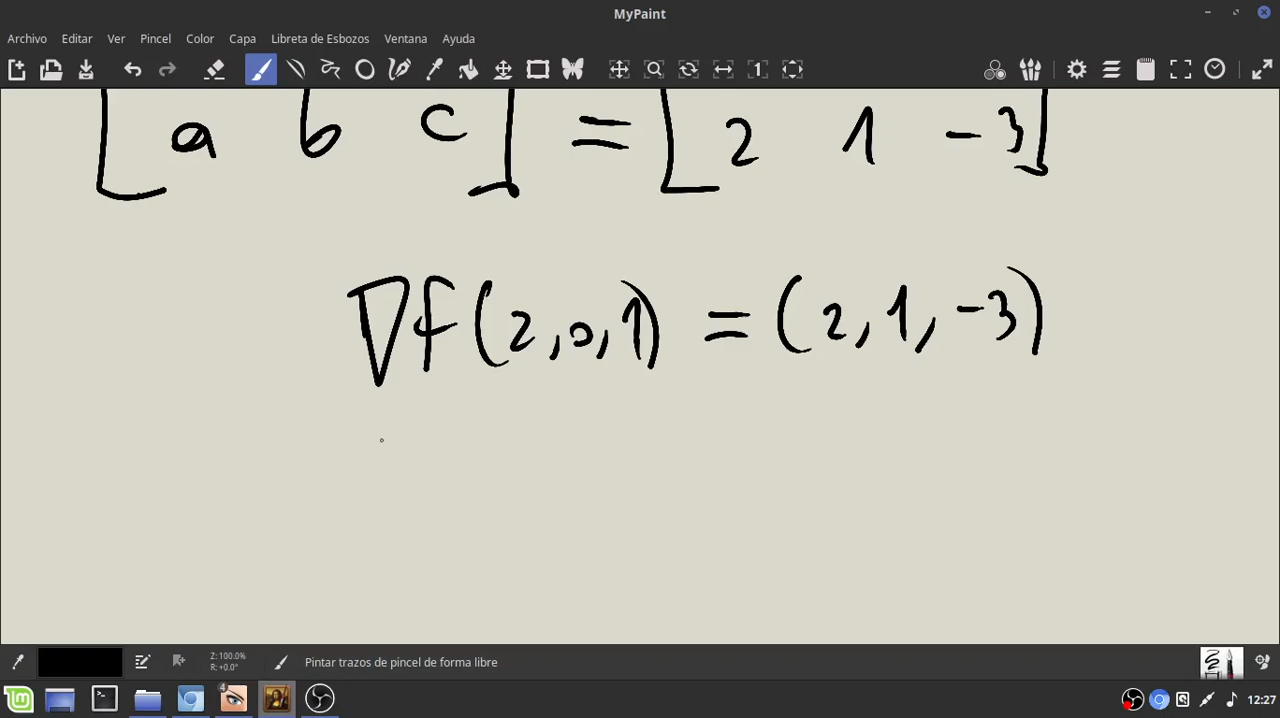 MyPaint
Archivo Editar Ver Pincel Color Capa Libreta de Esbozos Ventana Ayuda
[a b c] = [2 1 -3]
∇f(2,0,1) = (2,1,-3)
Z: 100.0%
R: +0.0°
Pintar trazos de pincel de forma libre
4
12:27